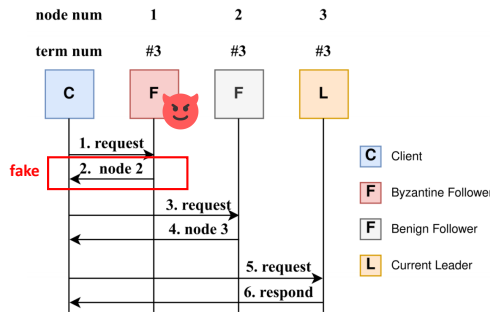 node num 1 2 3
term num #3 #3 #3
C F F L
1. request
fake 2. node 2
3. request
4. node 3
5. request
6. respond
C Client
F Byzantine Follower
F Benign Follower
L Current Leader